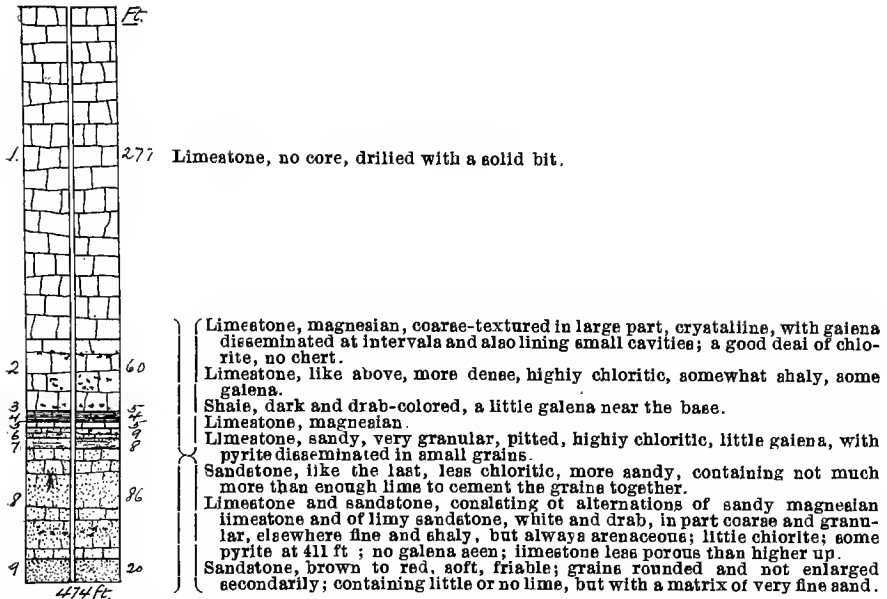 Ft.
1. 277 Limestone, no core, drilled with a solid bit.
Limestone, magnesian, coarse-textured in large part, crystalline, with galena
disseminated at intervals and also lining small cavities; a good deal of chlo-
rite, no chert.
2 60
Limestone, like above, more dense, highly chloritic, somewhat shaly, some
galena.
3 5 Shale, dark and drab-colored, a little galena near the base.
4 4 Limestone, magnesian.
5 5 Limestone, sandy, very granular, pitted, highly chloritic, little galena, with
6 9 pyrite disseminated in small grains.
7. 8
Sandstone, like the last, less chloritic, more sandy, containing not much
more than enough lime to cement the grains together.
8 86
Limestone and sandstone, consisting of alternations of sandy magnesian
limestone and of limy sandstone, white and drab, in part coarse and granu-
lar, elsewhere fine and shaly, but always arenaceous; little chlorite; some
pyrite at 411 ft ; no galena seen; limestone less porous than higher up.
9 20 Sandstone, brown to red, soft, friable; grains rounded and not enlarged
secondarily; containing little or no lime, but with a matrix of very fine sand.
474 ft.